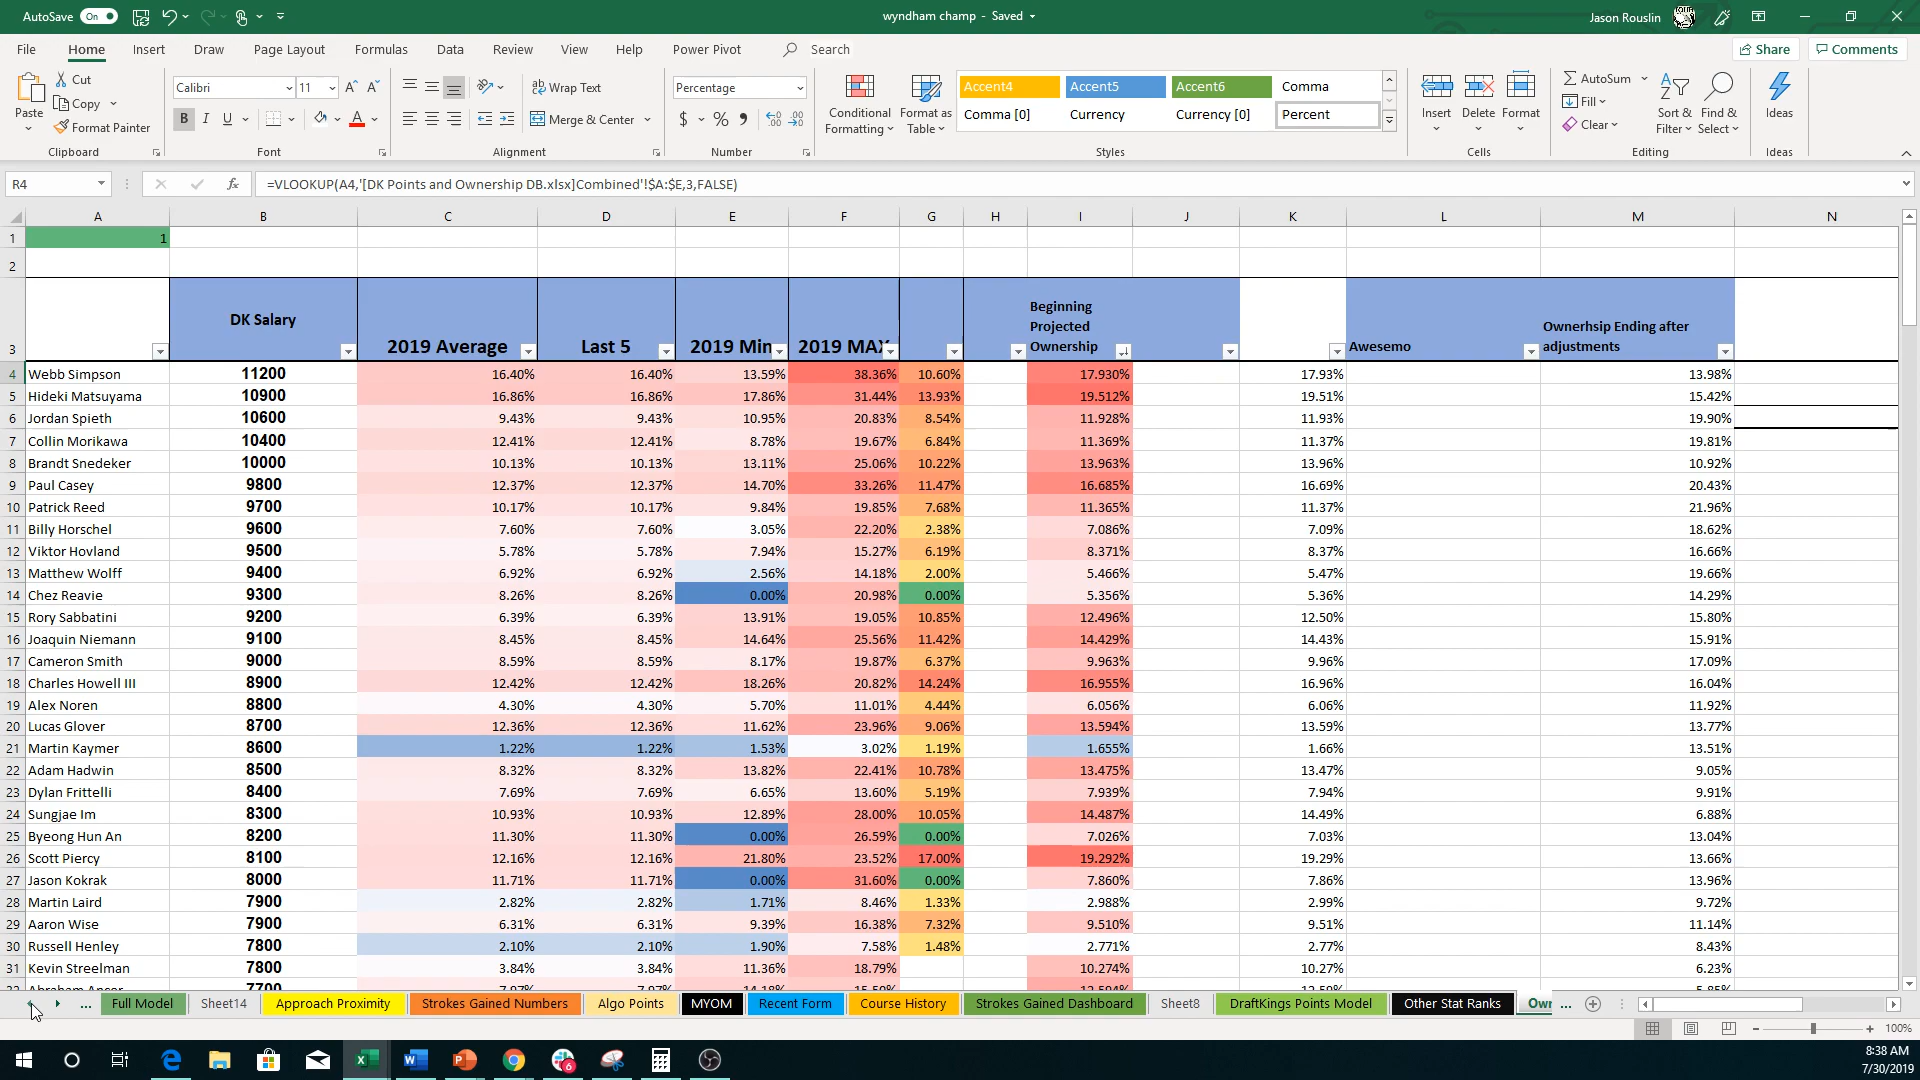 AutoSave On wyndham champ - Saved Jason Rouslin
File Home Insert Draw Page Layout Formulas Data Review View Help Power Pivot Search Share Comments
Paste Cut Copy Format Painter Clipboard
Calibri 11 B I U A Font
Wrap Text Merge & Center Alignment
Percentage $ % Number
Conditional Formatting Format as Table
Accent4 Accent5 Accent6 Comma
Comma [0] Currency Currency [0] Percent
Styles
Insert Delete Format Cells
AutoSum Fill Clear Sort & Filter Find & Select Editing
Ideas Ideas
R4 fx =VLOOKUP(A4,'[DK Points and Ownership DB.xlsx]Combined'!$A:$E,3,FALSE)
A B C D E F G H I J K L M N
1 1
2
3 DK Salary 2019 Average Last 5 2019 Min 2019 MAX Beginning Projected Ownership Awesemo Ownerhsip Ending after adjustments
4 Webb Simpson 11200 16.40% 16.40% 13.59% 38.36% 10.60% 17.930% 17.93% 13.98%
5 Hideki Matsuyama 10900 16.86% 16.86% 17.86% 31.44% 13.93% 19.512% 19.51% 15.42%
6 Jordan Spieth 10600 9.43% 9.43% 10.95% 20.83% 8.54% 11.928% 11.93% 19.90%
7 Collin Morikawa 10400 12.41% 12.41% 8.78% 19.67% 6.84% 11.369% 11.37% 19.81%
8 Brandt Snedeker 10000 10.13% 10.13% 13.11% 25.06% 10.22% 13.963% 13.96% 10.92%
9 Paul Casey 9800 12.37% 12.37% 14.70% 33.26% 11.47% 16.685% 16.69% 20.43%
10 Patrick Reed 9700 10.17% 10.17% 9.84% 19.85% 7.68% 11.365% 11.37% 21.96%
11 Billy Horschel 9600 7.60% 7.60% 3.05% 22.20% 2.38% 7.086% 7.09% 18.62%
12 Viktor Hovland 9500 5.78% 5.78% 7.94% 15.27% 6.19% 8.371% 8.37% 16.66%
13 Matthew Wolff 9400 6.92% 6.92% 2.56% 14.18% 2.00% 5.466% 5.47% 19.66%
14 Chez Reavie 9300 8.26% 8.26% 0.00% 20.98% 0.00% 5.356% 5.36% 14.29%
15 Rory Sabbatini 9200 6.39% 6.39% 13.91% 19.05% 10.85% 12.496% 12.50% 15.80%
16 Joaquin Niemann 9100 8.45% 8.45% 14.64% 25.56% 11.42% 14.429% 14.43% 15.91%
17 Cameron Smith 9000 8.59% 8.59% 8.17% 19.87% 6.37% 9.963% 9.96% 17.09%
18 Charles Howell III 8900 12.42% 12.42% 18.26% 20.82% 14.24% 16.955% 16.96% 16.04%
19 Alex Noren 8800 4.30% 4.30% 5.70% 11.01% 4.44% 6.056% 6.06% 11.92%
20 Lucas Glover 8700 12.36% 12.36% 11.62% 23.96% 9.06% 13.594% 13.59% 13.77%
21 Martin Kaymer 8600 1.22% 1.22% 1.53% 3.02% 1.19% 1.655% 1.66% 13.51%
22 Adam Hadwin 8500 8.32% 8.32% 13.82% 22.41% 10.78% 13.475% 13.47% 9.05%
23 Dylan Frittelli 8400 7.69% 7.69% 6.65% 13.60% 5.19% 7.939% 7.94% 9.91%
24 Sungjae Im 8300 10.93% 10.93% 12.89% 28.00% 10.05% 14.487% 14.49% 6.88%
25 Byeong Hun An 8200 11.30% 11.30% 0.00% 26.59% 0.00% 7.026% 7.03% 13.04%
26 Scott Piercy 8100 12.16% 12.16% 21.80% 23.52% 17.00% 19.292% 19.29% 13.66%
27 Jason Kokrak 8000 11.71% 11.71% 0.00% 31.60% 0.00% 7.860% 7.86% 13.96%
28 Martin Laird 7900 2.82% 2.82% 1.71% 8.46% 1.33% 2.988% 2.99% 9.72%
29 Aaron Wise 7900 6.31% 6.31% 9.39% 16.38% 7.32% 9.510% 9.51% 11.14%
30 Russell Henley 7800 2.10% 2.10% 1.90% 7.58% 1.48% 2.771% 2.77% 8.43%
31 Kevin Streelman 7800 3.84% 3.84% 11.36% 18.79% 10.274% 10.27% 6.23%
... Full Model Sheet14 Approach Proximity Strokes Gained Numbers Algo Points MYOM Recent Form Course History Strokes Gained Dashboard Sheet8 DraftKings Points Model Other Stat Ranks Own ...
100%
8:38 AM
7/30/2019